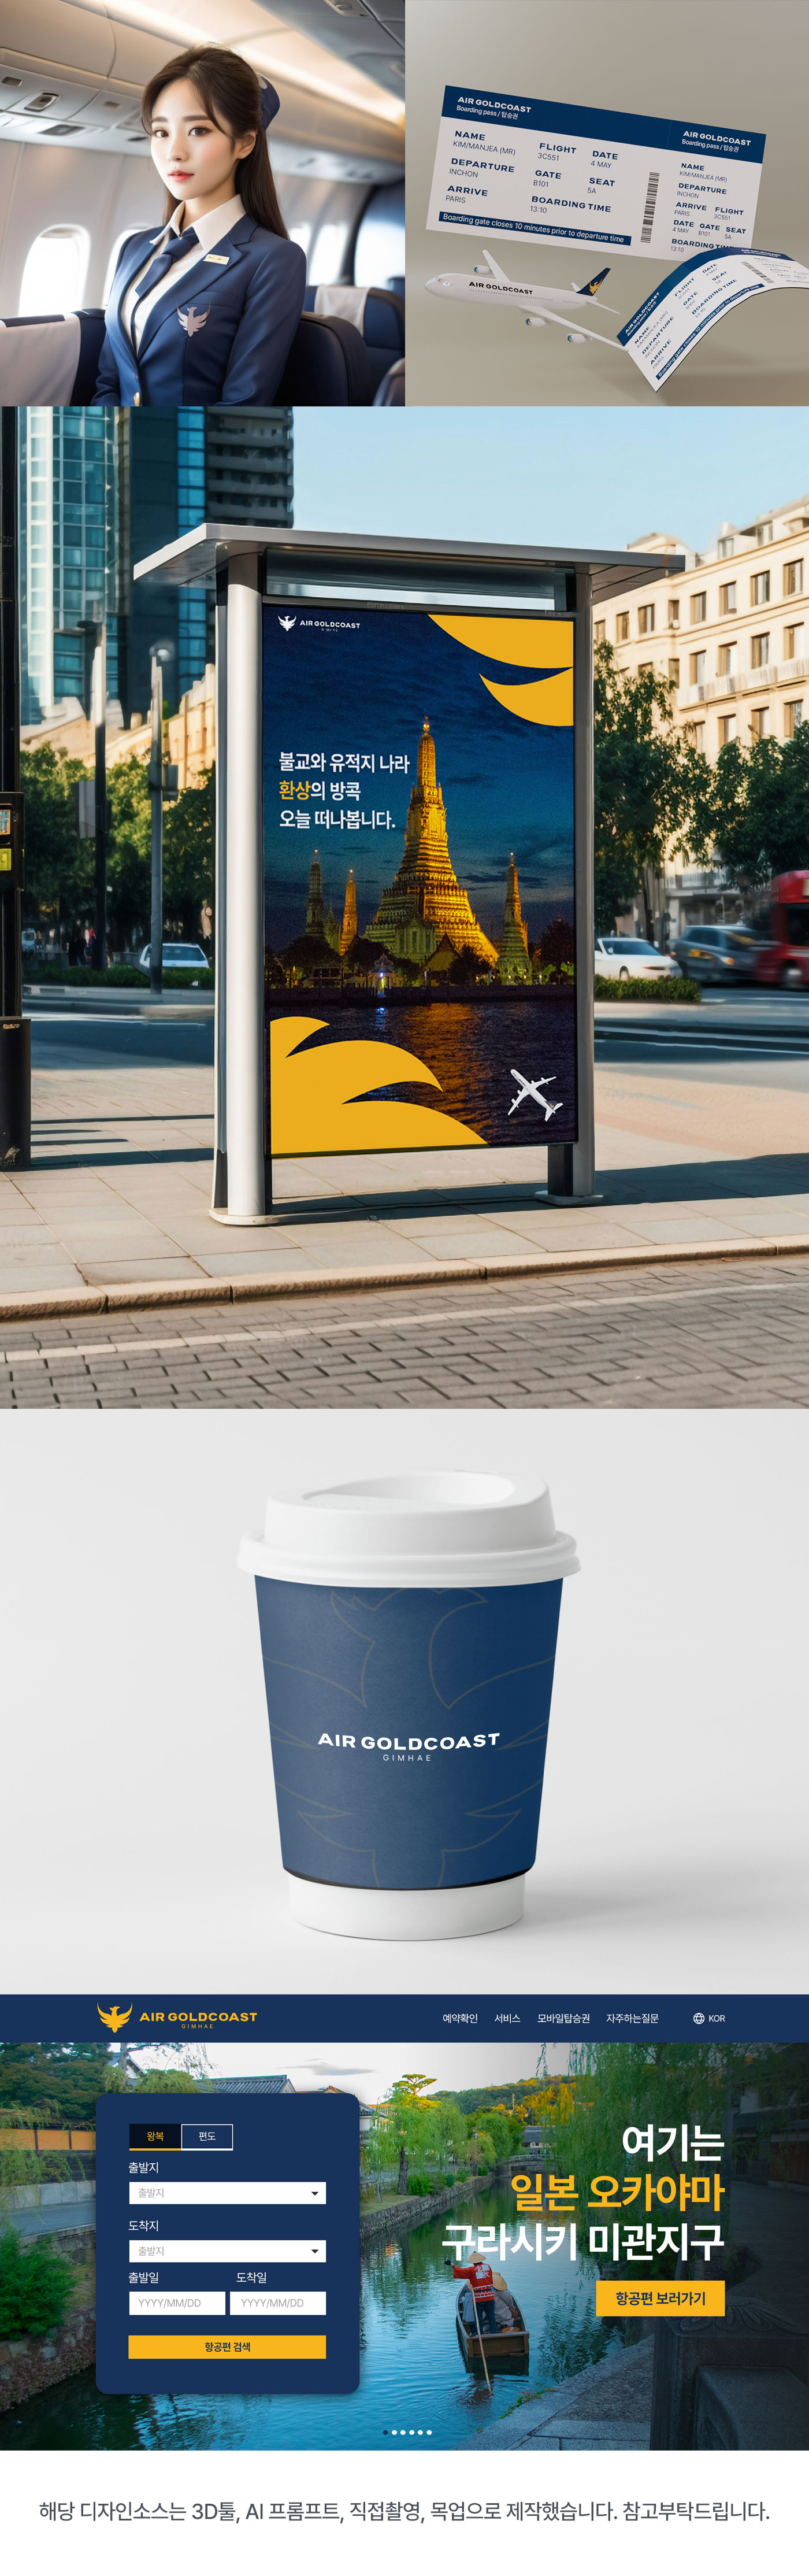 AIR GOLDCOAST
Boarding pass / 탑승권
NAME
KIM/MANJEA (MR)
FLIGHT
3C551
DATE
4 MAY
DEPARTURE
INCHON
GATE
B101
SEAT
5A
ARRIVE
PARIS
BOARDING TIME
13:10
Boarding gate closes 10 minutes prior to departure time
AIR GOLDCOAST
Boarding pass / 탑승권
NAME
KIM/MANJEA (MR)
DEPARTURE
INCHON
ARRIVE
PARIS
FLIGHT
3C551
DATE
4 MAY
GATE
B101
SEAT
5A
BOARDING TIME
13:10
AIR GOLDCOAST
AIR GOLDCOAST
GIMHAE
불교와 유적지 나라
환상의 방콕
오늘 떠나봅니다.
AIR GOLDCOAST
GIMHAE
AIR GOLDCOAST
GIMHAE
예약확인 서비스 모바일탑승권 자주하는질문 KOR
왕복 편도
출발지
출발지
도착지
출발지
출발일 도착일
YYYY/MM/DD YYYY/MM/DD
항공편 검색
여기는
일본 오카야마
구라시키 미관지구
항공편 보러가기
해당 디자인소스는 3D툴, AI 프롬프트, 직접촬영, 목업으로 제작했습니다. 참고부탁드립니다.